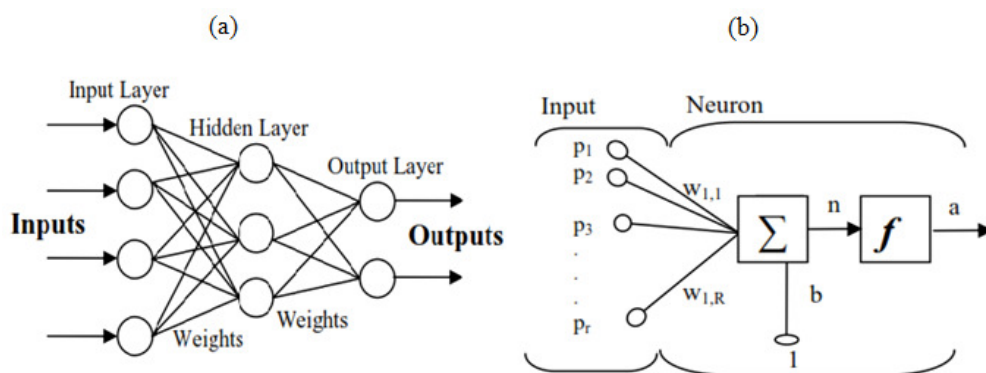 (a)
Input Layer
Hidden Layer
Output Layer
Inputs
Outputs
Weights
Weights
(b)
Input
Neuron
p1
p2
p3
.
.
.
pr
w1,1
w1,R
∑
n
f
a
b
1